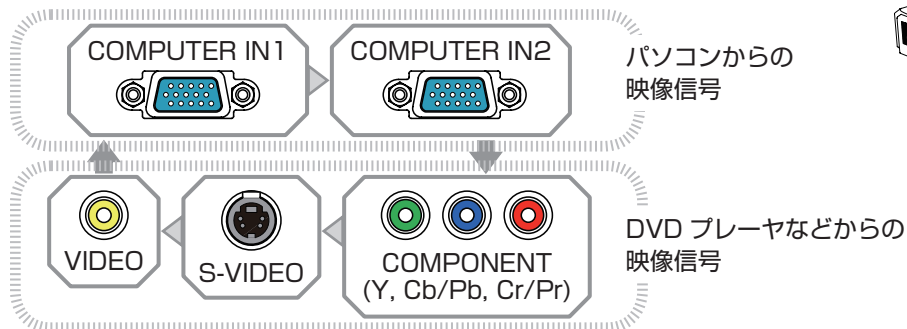 COMPUTER IN1
COMPUTER IN2
パソコンからの
映像信号
VIDEO
S-VIDEO
COMPONENT
(Y, Cb/Pb, Cr/Pr)
DVD プレーヤなどからの
映像信号